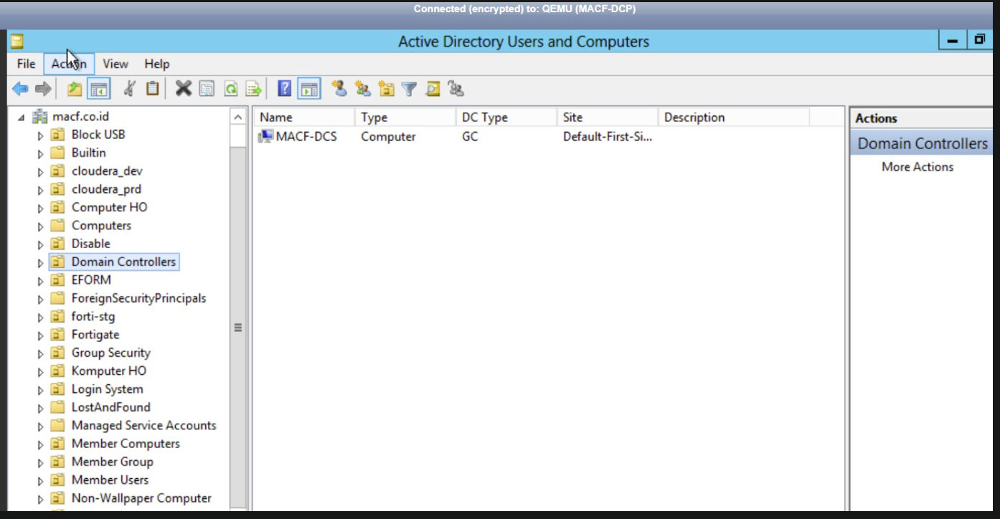 Connected (encrypted) to: QEMU (MACF-DCP)
Active Directory Users and Computers
File Action View Help
macf.co.id
Block USB
Builtin
cloudera_dev
cloudera_prd
Computer HO
Computers
Disable
Domain Controllers
EFORM
ForeignSecurityPrincipals
forti-stg
Fortigate
Group Security
Komputer HO
Login System
LostAndFound
Managed Service Accounts
Member Computers
Member Group
Member Users
Non-Wallpaper Computer
Name Type DC Type Site Description
MACF-DCS Computer GC Default-First-Si...
Actions
Domain Controllers
More Actions